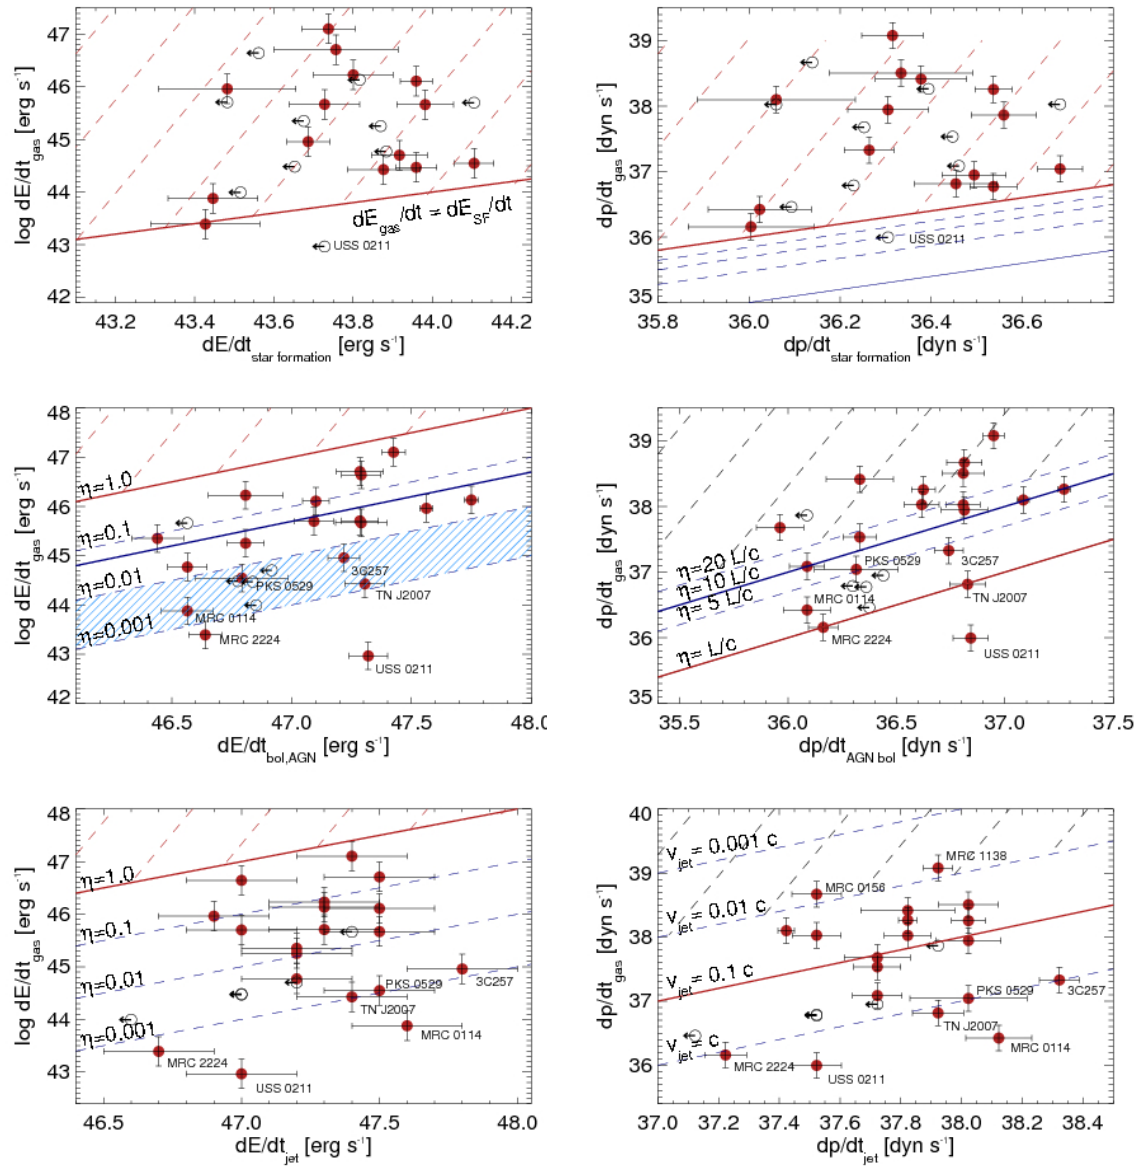 47
46
45
44
43
42
log dE/dt_gas [erg s⁻¹]
dE_gas/dt = dE_SF/dt
USS 0211
43.2 43.4 43.6 43.8 44.0 44.2
dE/dt_star formation [erg s⁻¹]
39
38
37
36
35
dp/dt_gas [dyn s⁻¹]
USS 0211
35.8 36.0 36.2 36.4 36.6
dp/dt_star formation [dyn s⁻¹]
48
47
46
45
44
43
42
log dE/dt_gas [erg s⁻¹]
η=1.0
η=0.1
η=0.01
η=0.001
3C257
PKS 0529
TN J2007
MRC 0114
MRC 2224
USS 0211
46.5 47.0 47.5 48.0
dE/dt_bol,AGN [erg s⁻¹]
39
38
37
36
35
dp/dt_gas [dyn s⁻¹]
η=20 L/c
η=10 L/c
η= 5 L/c
η= L/c
PKS 0529
3C257
MRC 0114
TN J2007
MRC 2224
USS 0211
35.5 36.0 36.5 37.0 37.5
dp/dt_AGN bol [dyn s⁻¹]
48
47
46
45
44
43
log dE/dt_gas [erg s⁻¹]
η=1.0
η=0.1
η=0.01
η=0.001
PKS 0529
3C257
TN J2007
MRC 0114
MRC 2224
USS 0211
46.5 47.0 47.5 48.0
dE/dt_jet [erg s⁻¹]
40
39
38
37
36
dp/dt_gas [dyn s⁻¹]
v_jet = 0.001 c
v_jet = 0.01 c
v_jet = 0.1 c
v_jet = c
MRC 1138
MRC 0156
PKS 0529
3C257
TN J2007
MRC 0114
MRC 2224
USS 0211
37.0 37.2 37.4 37.6 37.8 38.0 38.2 38.4
dp/dt_jet [dyn s⁻¹]